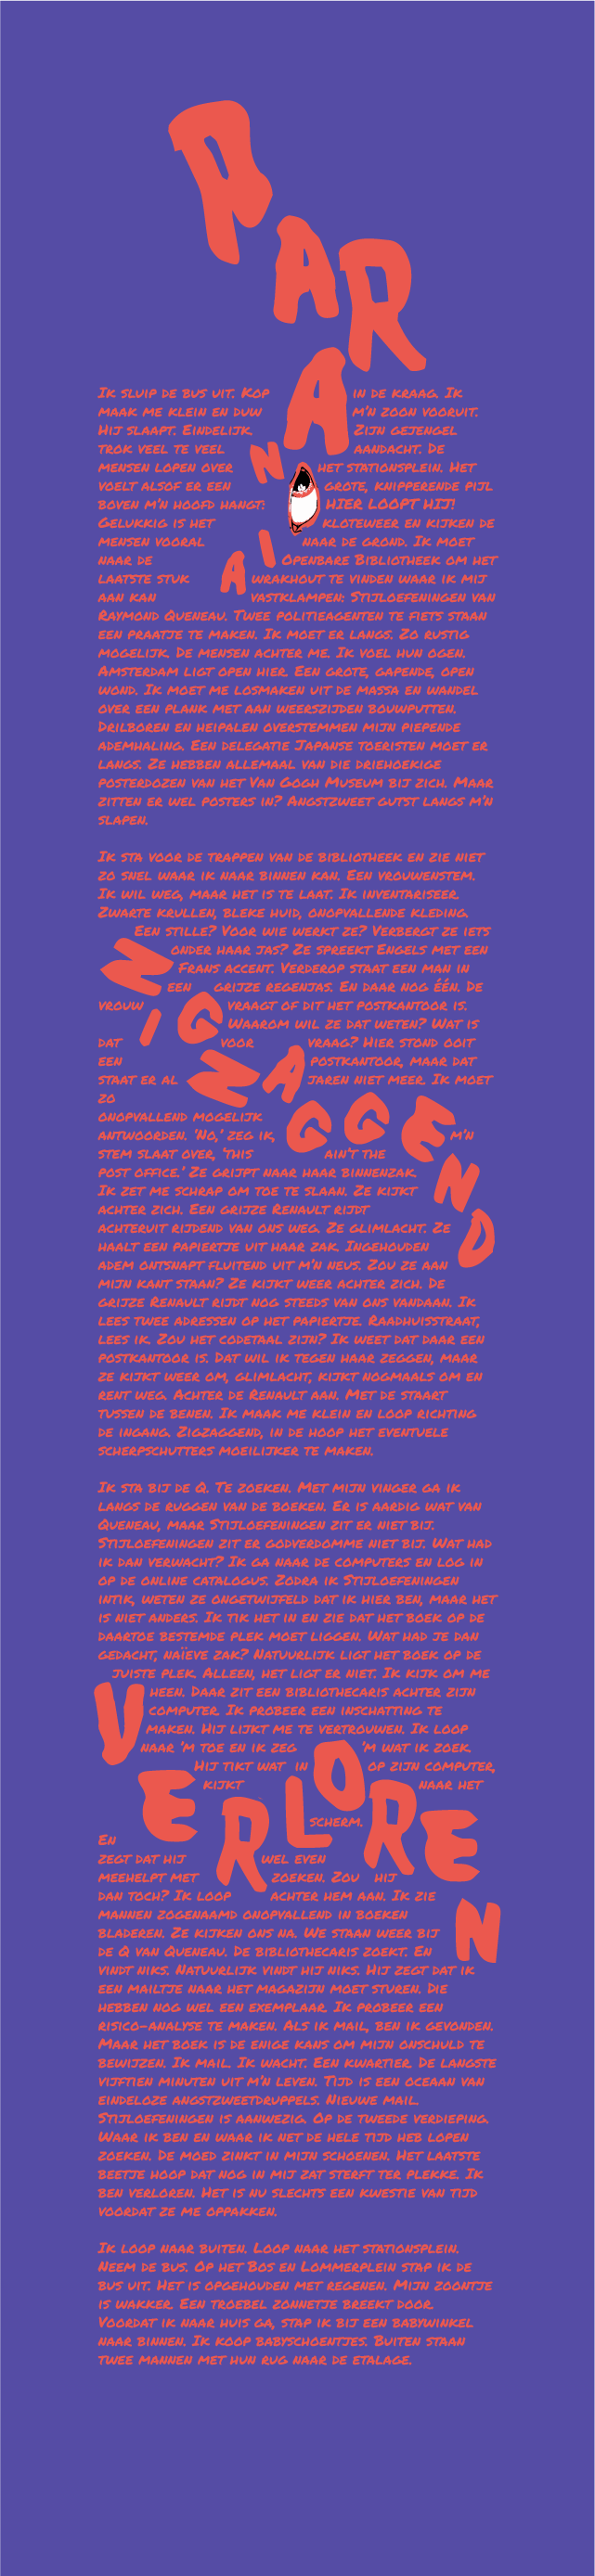 PARA
NOIA
Ik sluip de bus uit. Kop in de kraag. Ik
maak me klein en duw m'n zoon vooruit.
Hij slaapt. Eindelijk. Zijn gejengel
trok veel te veel aandacht. De
mensen lopen over het stationsplein. Het
voelt alsof er een grote, knipperende pijl
boven m'n hoofd hangt: HIER LOOPT HIJ!
Gelukkig is het kloteweer en kijken de
mensen vooral naar de grond. Ik moet
naar de Openbare Bibliotheek om het
laatste stuk wrakhout te vinden waar ik mij
aan kan vastklampen: Stijloefeningen van
Raymond Queneau. Twee politieagenten te fiets staan
een praatje te maken. Ik moet er langs. Zo rustig
mogelijk. De mensen achter me. Ik voel hun ogen.
Amsterdam ligt open hier. Een grote, gapende, open
wond. Ik moet me losmaken uit de massa en wandel
over een plank met aan weerszijden bouwputten.
Drilboren en heipalen overstemmen mijn piepende
ademhaling. Een delegatie Japanse toeristen moet er
langs. Ze hebben allemaal van die driehoekige
posterdozen van het Van Gogh Museum bij zich. Maar
zitten er wel posters in? Angstzweet gutst langs m'n
slapen.
Ik sta voor de trappen van de bibliotheek en zie niet
zo snel waar ik naar binnen kan. Een vrouwenstem.
Ik wil weg, maar het is te laat. Ik inventariseer.
Zwarte krullen, bleke huid, onopvallende kleding.
Een stille? Voor wie werkt ze? Verbergt ze iets
onder haar jas? Ze spreekt Engels met een
Frans accent. Verderop staat een man in
een grijze regenjas. En daar nog één. De
vrouw vraagt of dit het postkantoor is.
Waarom wil ze dat weten? Wat is
dat voor vraag? Hier stond ooit
een postkantoor, maar dat
staat er al jaren niet meer. Ik moet
zo
ZIGZAGGEND
onopvallend mogelijk
antwoorden. 'No,' zeg ik, m'n
stem slaat over, 'this ain't the
post office.' Ze grijpt naar haar binnenzak.
Ik zet me schrap om toe te slaan. Ze kijkt
achter zich. Een grijze Renault rijdt
achteruit rijdend van ons weg. Ze glimlacht. Ze
haalt een papiertje uit haar zak. Ingehouden
adem ontsnapt fluitend uit m'n neus. Zou ze aan
mijn kant staan? Ze kijkt weer achter zich. De
grijze Renault rijdt nog steeds van ons vandaan. Ik
lees twee adressen op het papiertje. Raadhuisstraat,
lees ik. Zou het codetaal zijn? Ik weet dat daar een
postkantoor is. Dat wil ik tegen haar zeggen, maar
ze kijkt weer om, glimlacht, kijkt nogmaals om en
rent weg. Achter de Renault aan. Met de staart
tussen de benen. Ik maak me klein en loop richting
de ingang. Zigzaggend, in de hoop het eventuele
scherpschutters moeilijker te maken.
Ik sta bij de Q. Te zoeken. Met mijn vinger ga ik
langs de ruggen van de boeken. Er is aardig wat van
Queneau, maar Stijloefeningen zit er niet bij.
Stijloefeningen zit er godverdomme niet bij. Wat had
ik dan verwacht? Ik ga naar de computers en log in
op de online catalogus. Zodra ik Stijloefeningen
intik, weten ze ongetwijfeld dat ik hier ben, maar het
is niet anders. Ik tik het in en zie dat het boek op de
daartoe bestemde plek moet liggen. Wat had je dan
gedacht, naïeve zak? Natuurlijk ligt het boek op de
juiste plek. Alleen, het ligt er niet. Ik kijk om me
heen. Daar zit een bibliothecaris achter zijn
computer. Ik probeer een inschatting te
maken. Hij lijkt me te vertrouwen. Ik loop
naar 'm toe en ik zeg 'm wat ik zoek.
Hij tikt wat in op zijn computer,
kijkt naar het
VERLOREN
scherm.
En
zegt dat hij wel even
meehelpt met zoeken. Zou hij
dan toch? Ik loop achter hem aan. Ik zie
mannen zogenaamd onopvallend in boeken
bladeren. Ze kijken ons na. We staan weer bij
de Q van Queneau. De bibliothecaris zoekt. En
vindt niks. Natuurlijk vindt hij niks. Hij zegt dat ik
een mailtje naar het magazijn moet sturen. Die
hebben nog wel een exemplaar. Ik probeer een
risico-analyse te maken. Als ik mail, ben ik gevonden.
Maar het boek is de enige kans om mijn onschuld te
bewijzen. Ik mail. Ik wacht. Een kwartier. De langste
vijftien minuten uit m'n leven. Tijd is een oceaan van
eindeloze angstzweetdruppels. Nieuwe mail.
Stijloefeningen is aanwezig. Op de tweede verdieping.
Waar ik ben en waar ik net de hele tijd heb lopen
zoeken. De moed zinkt in mijn schoenen. Het laatste
beetje hoop dat nog in mij zat sterft ter plekke. Ik
ben verloren. Het is nu slechts een kwestie van tijd
voordat ze me oppakken.
Ik loop naar buiten. Loop naar het stationsplein.
Neem de bus. Op het Bos en Lommerplein stap ik de
bus uit. Het is opgehouden met regenen. Mijn zoontje
is wakker. Een troebel zonnetje breekt door.
Voordat ik naar huis ga, stap ik bij een babywinkel
naar binnen. Ik koop babyschoentjes. Buiten staan
twee mannen met hun rug naar de etalage.